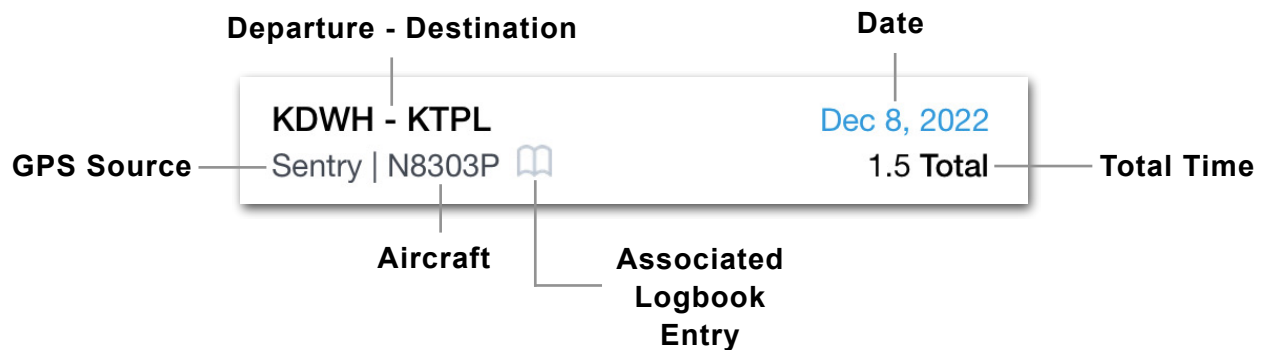 Departure - Destination
Date
KDWH - KTPL
Dec 8, 2022
GPS Source
Sentry | N8303P
1.5 Total
Total Time
Aircraft
Associated
Logbook
Entry